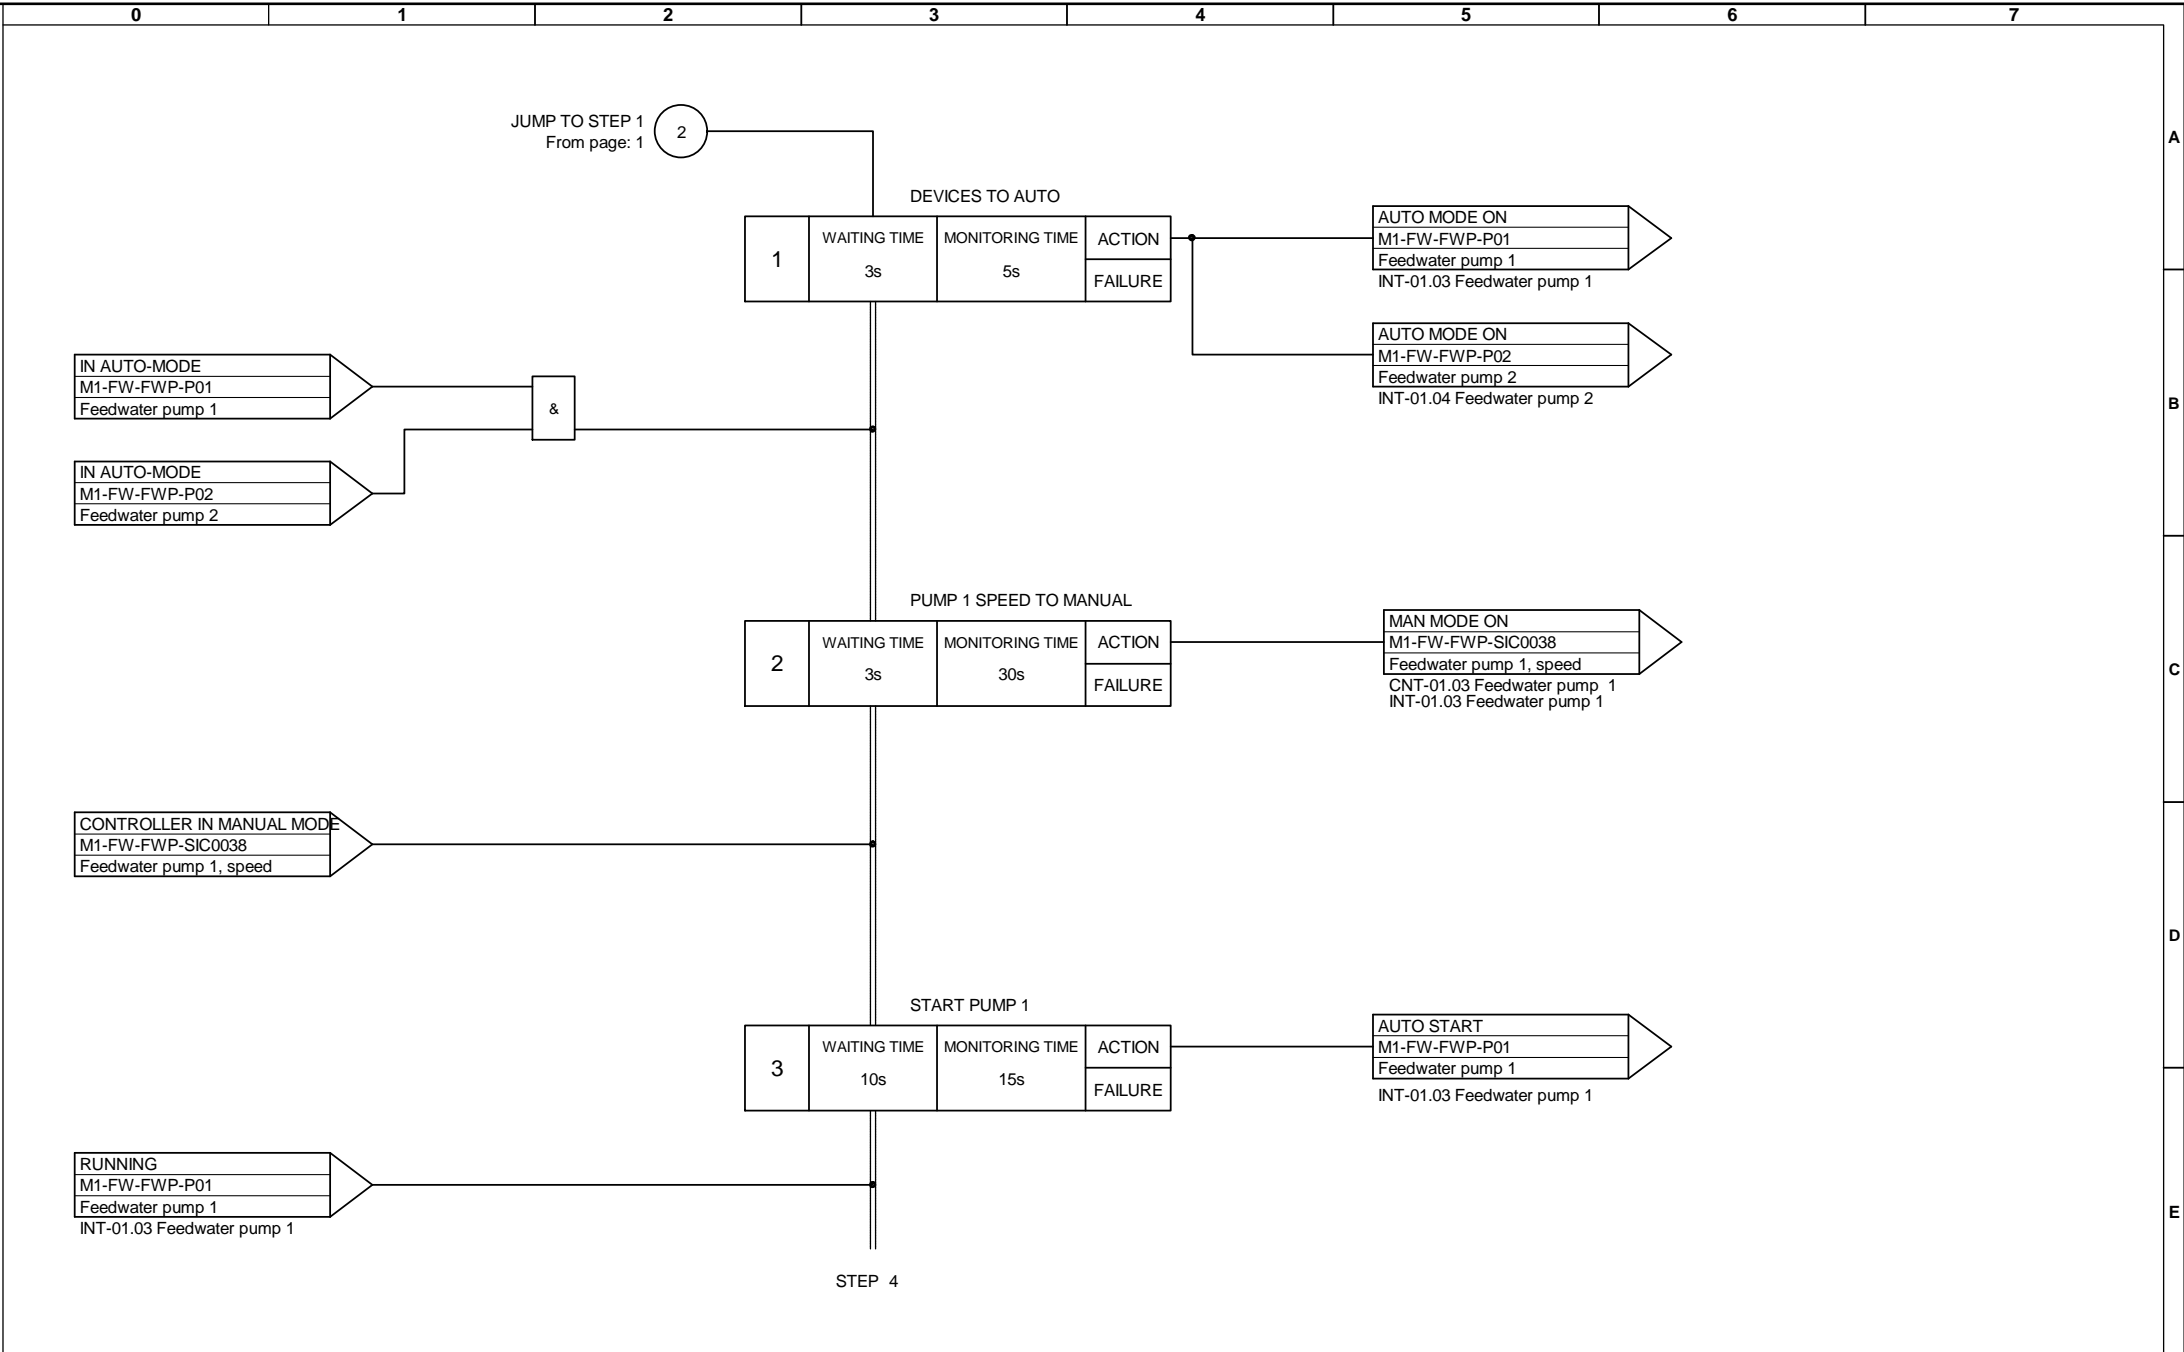 0 1 2 3 4 5 6 7
JUMP TO STEP 1
From page: 1
2
A
DEVICES TO AUTO
1
WAITING TIME
3s
MONITORING TIME
5s
ACTION
FAILURE
AUTO MODE ON
M1-FW-FWP-P01
Feedwater pump 1
INT-01.03 Feedwater pump 1
AUTO MODE ON
M1-FW-FWP-P02
Feedwater pump 2
INT-01.04 Feedwater pump 2
IN AUTO-MODE
M1-FW-FWP-P01
Feedwater pump 1
&
B
IN AUTO-MODE
M1-FW-FWP-P02
Feedwater pump 2
PUMP 1 SPEED TO MANUAL
2
WAITING TIME
3s
MONITORING TIME
30s
ACTION
FAILURE
MAN MODE ON
M1-FW-FWP-SIC0038
Feedwater pump 1, speed
CNT-01.03 Feedwater pump 1
INT-01.03 Feedwater pump 1
C
CONTROLLER IN MANUAL MODE
M1-FW-FWP-SIC0038
Feedwater pump 1, speed
D
START PUMP 1
3
WAITING TIME
10s
MONITORING TIME
15s
ACTION
FAILURE
AUTO START
M1-FW-FWP-P01
Feedwater pump 1
INT-01.03 Feedwater pump 1
RUNNING
M1-FW-FWP-P01
Feedwater pump 1
INT-01.03 Feedwater pump 1
E
STEP 4